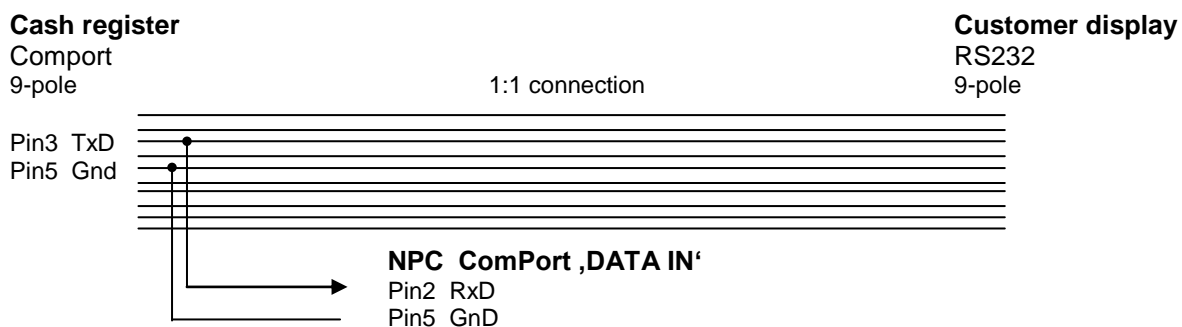 Cash register
Comport
9-pole
1:1 connection
Customer display
RS232
9-pole
Pin3 TxD
Pin5 Gnd
NPC ComPort ‚DATA IN‘
Pin2 RxD
Pin5 GnD